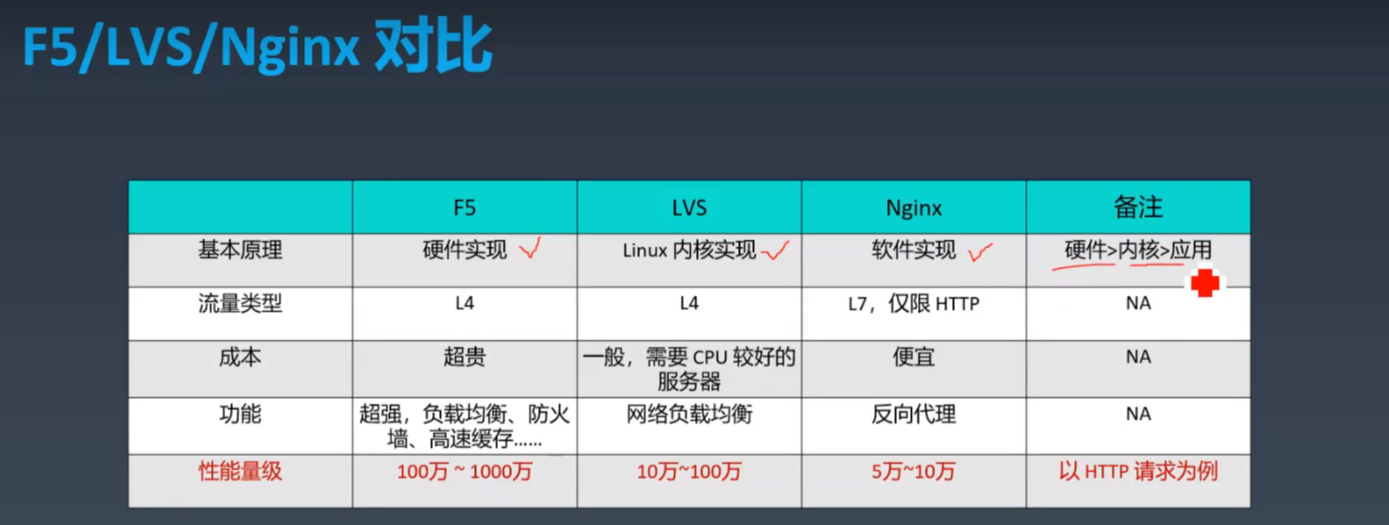 F5/LVS/Nginx 对比
F5
LVS
Nginx
备注
基本原理
硬件实现
Linux 内核实现
软件实现
硬件>内核>应用
流量类型
L4
L4
L7，仅限 HTTP
NA
成本
超贵
一般，需要 CPU 较好的
服务器
便宜
NA
功能
超强，负载均衡、防火
墙、高速缓存......
网络负载均衡
反向代理
NA
性能量级
100万 ~ 1000万
10万~100万
5万~10万
以 HTTP 请求为例